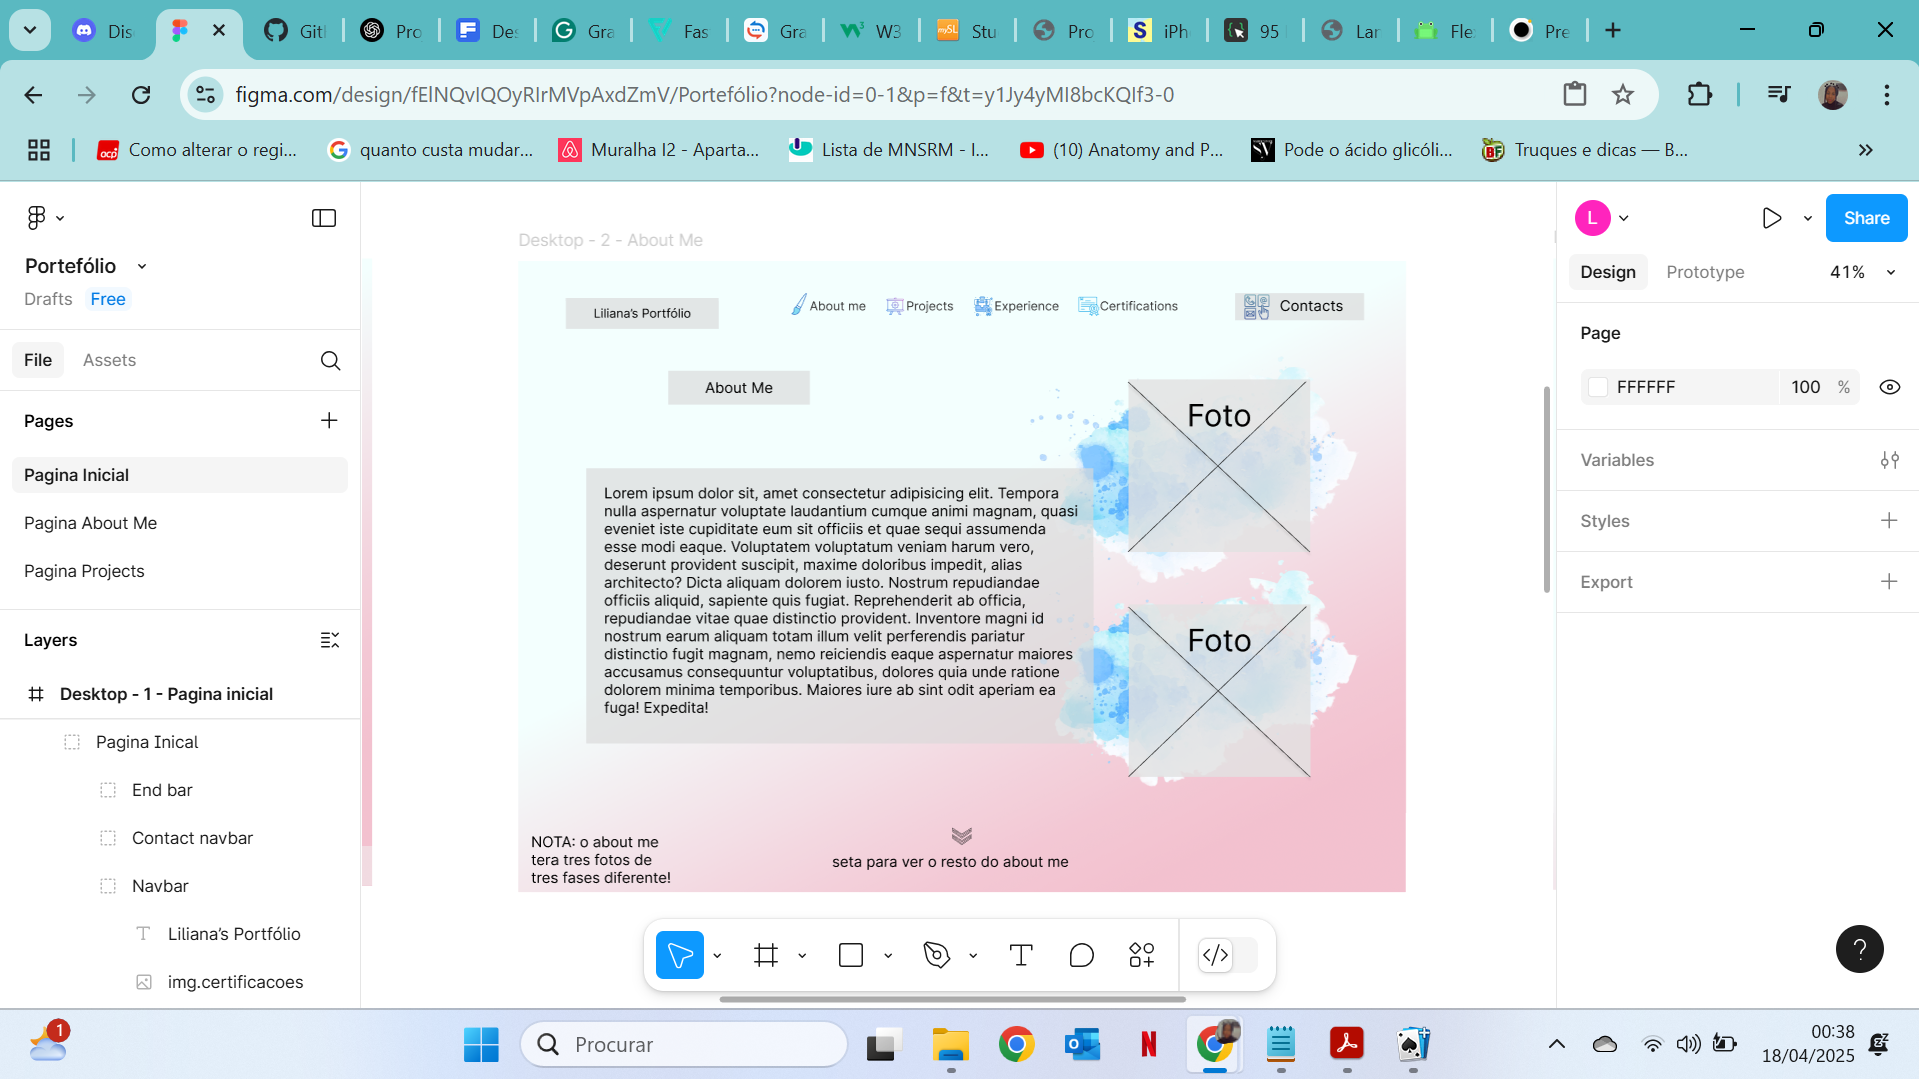 Dis
Git
Pro
Des
Gra
Fas
Gra
W3
Stu
Pro
iPh
95
Lar
Fle
Pre
figma.com/design/fElNQvlQOyRIrMVpAxdZmV/Portefólio?node-id=0-1&p=f&t=y1Jy4yMI8bcKQIf3-0
Como alterar o regi...
quanto custa mudar...
Muralha I2 - Aparta...
Lista de MNSRM - I...
(10) Anatomy and P...
Pode o ácido glicóli...
Truques e dicas — B...
Portefólio
Drafts Free
File Assets
Pages
Pagina Inicial
Pagina About Me
Pagina Projects
Layers
Desktop - 1 - Pagina inicial
Pagina Inical
End bar
Contact navbar
Navbar
Liliana’s Portfólio
img.certificacoes
Desktop - 2 - About Me
Liliana’s Portfólio
About me
Projects
Experience
Certifications
Contacts
About Me
Lorem ipsum dolor sit, amet consectetur adipisicing elit. Tempora
nulla aspernatur voluptate laudantium cumque animi magnam, quasi
eveniet iste cupiditate eum sit officiis et quae sequi assumenda
esse modi eaque. Voluptatem voluptatum veniam harum vero,
deserunt provident suscipit, maxime doloribus impedit, alias
architecto? Dicta aliquam dolorem iusto. Nostrum repudiandae
officiis aliquid, sapiente quis fugiat. Reprehenderit ab officia,
repudiandae vitae quae distinctio provident. Inventore magni id
nostrum earum aliquam totam illum velit perferendis pariatur
distinctio fugit magnam, nemo reiciendis eaque aspernatur maiores
accusamus consequuntur voluptatibus, dolores quia unde ratione
dolorem minima temporibus. Maiores iure ab sint odit aperiam ea
fuga! Expedita!
Foto
Foto
NOTA: o about me
tera tres fotos de
tres fases diferente!
seta para ver o resto do about me
L
Share
Design Prototype 41%
Page
FFFFFF 100 %
Variables
Styles
Export
?
1
Procurar
00:38
18/04/2025